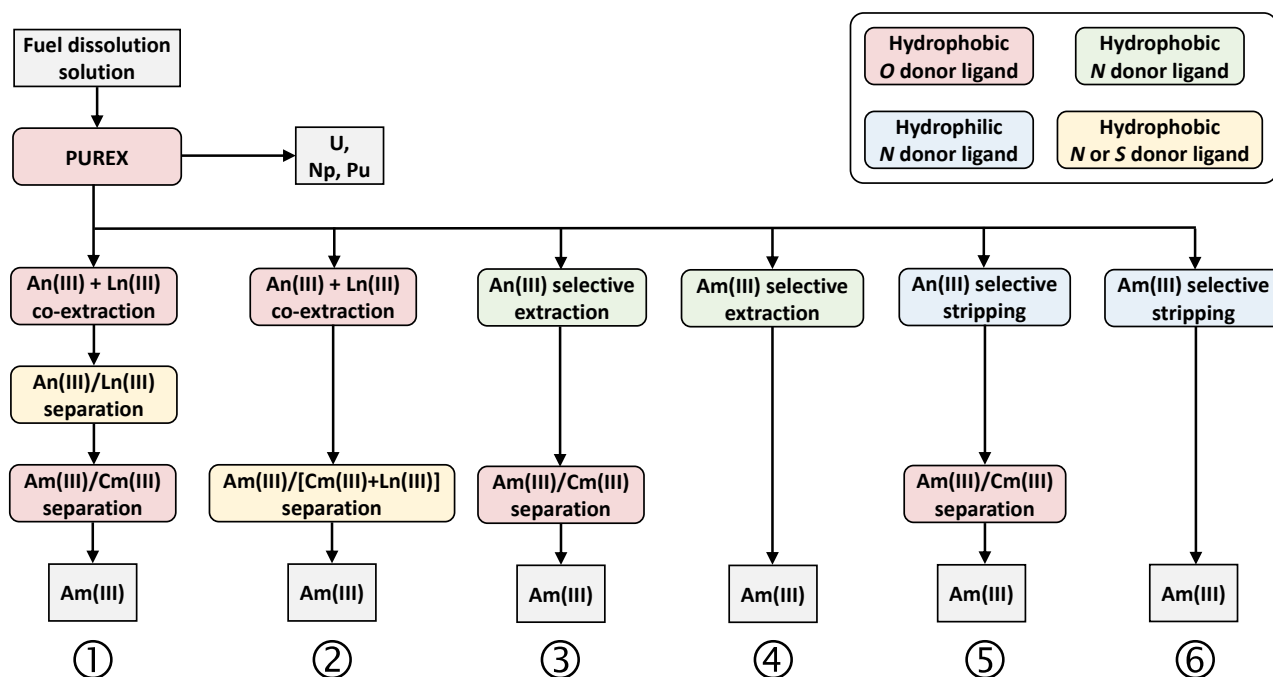 Fuel dissolution
solution
PUREX
U,
Np, Pu
Hydrophobic
O donor ligand
Hydrophobic
N donor ligand
Hydrophilic
N donor ligand
Hydrophobic
N or S donor ligand
An(III) + Ln(III)
co-extraction
An(III)/Ln(III)
separation
Am(III)/Cm(III)
separation
Am(III)
①
An(III) + Ln(III)
co-extraction
Am(III)/[Cm(III)+Ln(III)]
separation
Am(III)
②
An(III) selective
extraction
Am(III)/Cm(III)
separation
Am(III)
③
Am(III) selective
extraction
Am(III)
④
An(III) selective
stripping
Am(III)/Cm(III)
separation
Am(III)
⑤
Am(III) selective
stripping
Am(III)
⑥